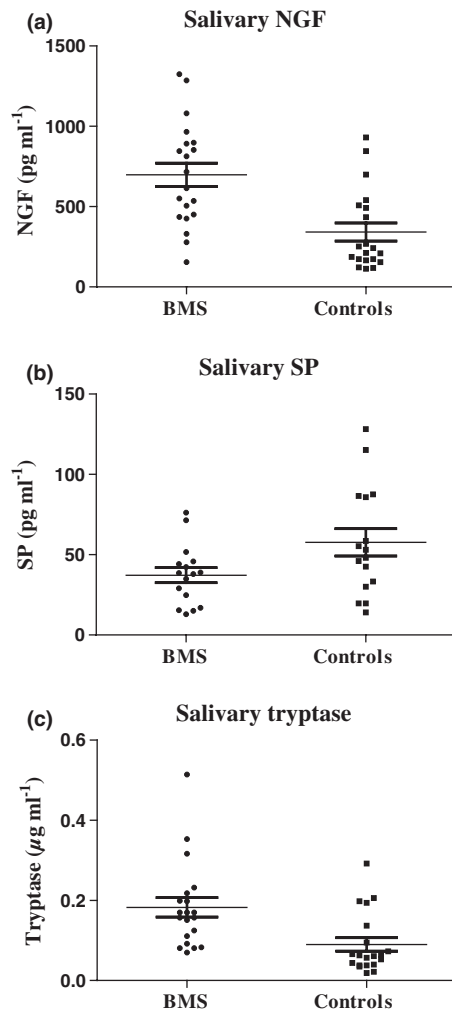 (a) Salivary NGF
1500
1000
500
0
NGF (pg ml⁻¹)
BMS Controls
(b) Salivary SP
150
100
50
0
SP (pg ml⁻¹)
BMS Controls
(c) Salivary tryptase
0.6
0.4
0.2
0.0
Tryptase (µg ml⁻¹)
BMS Controls